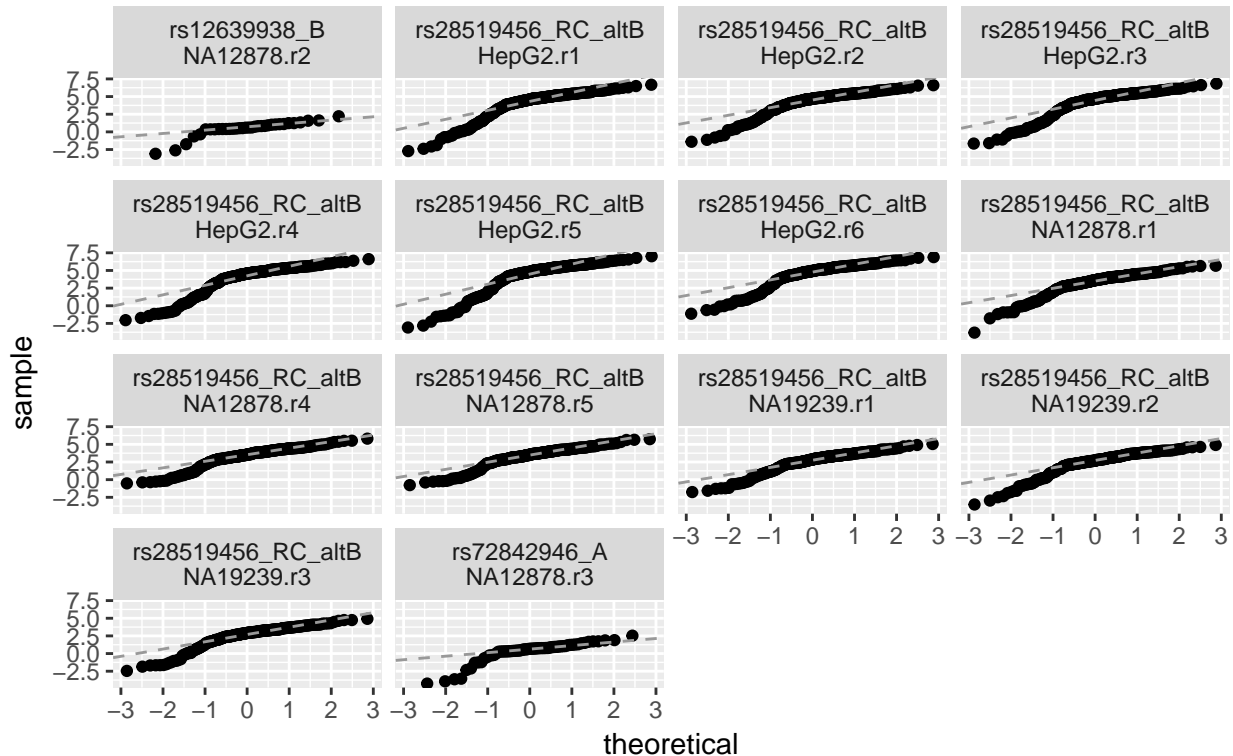 rs12639938_B rs28519456_RC_altB rs28519456_RC_altB rs28519456_RC_altB
NA12878.r2 HepG2.r1 HepG2.r2 HepG2.r3
7.5
5.0
2.5
0.0
−2.5
rs28519456_RC_altB rs28519456_RC_altB rs28519456_RC_altB rs28519456_RC_altB
HepG2.r4 HepG2.r5 HepG2.r6 NA12878.r1
7.5
5.0
2.5
0.0
−2.5
sample
rs28519456_RC_altB rs28519456_RC_altB rs28519456_RC_altB rs28519456_RC_altB
NA12878.r4 NA12878.r5 NA19239.r1 NA19239.r2
7.5
5.0
2.5
0.0
−2.5
−3 −2 −1 0 1 2 3 −3 −2 −1 0 1 2 3
rs28519456_RC_altB rs72842946_A
NA19239.r3 NA12878.r3
7.5
5.0
2.5
0.0
−2.5
−3 −2 −1 0 1 2 3 −3 −2 −1 0 1 2 3
theoretical